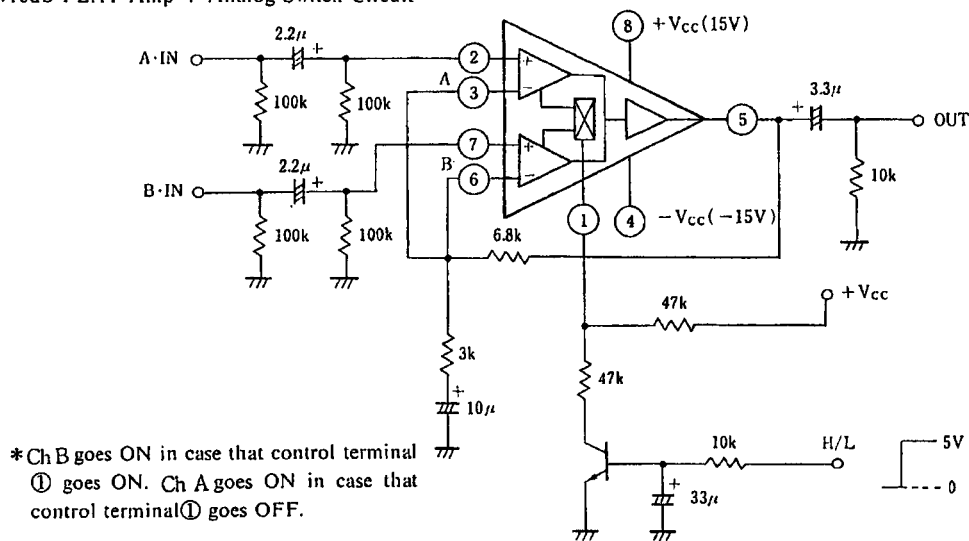 8 +Vcc(15V)
2.2μ +
A·IN
2 +
3.3μ
+
A
3 −
5
OUT
100k
100k
7 +
2.2μ
B
10k
B·IN
+
6 −
1
4 −Vcc(−15V)
100k
100k
6.8k
+Vcc
47k
3k
47k
+
10μ
H/L
5V
10k
0
+
33μ
*Ch B goes ON in case that control terminal
① goes ON. Ch A goes ON in case that
control terminal① goes OFF.